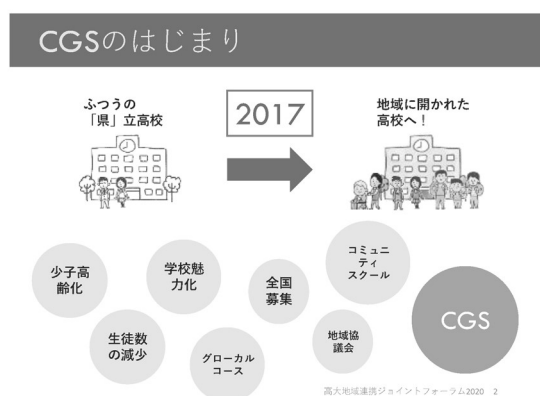 CGSのはじまり
ふつうの
「県」立高校
2017
地域に開かれた
高校へ！
少子高
齢化
学校魅
力化
全国
募集
コミュニ
ティ
スクール
生徒数
の減少
グローカル
コース
地域協
議会
CGS
高大地域連携ジョイントフォーラム2020 2